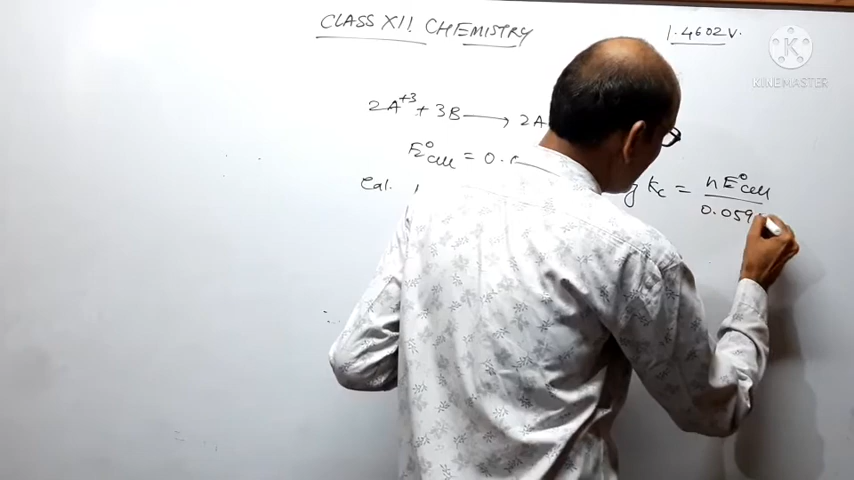 CLASS XII. CHEMISTRY
1.4602V.
KINEMASTER
2A⁺³ + 3B ⟶ 2A
E°cell = 0.
Cal.
Kc = nE°cell
0.059